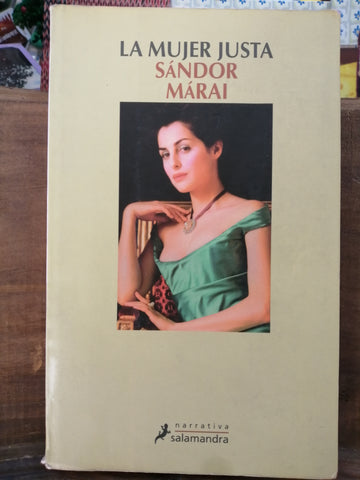 LA MUJER JUSTA
SÁNDOR
MÁRAI
narrativa
salamandra